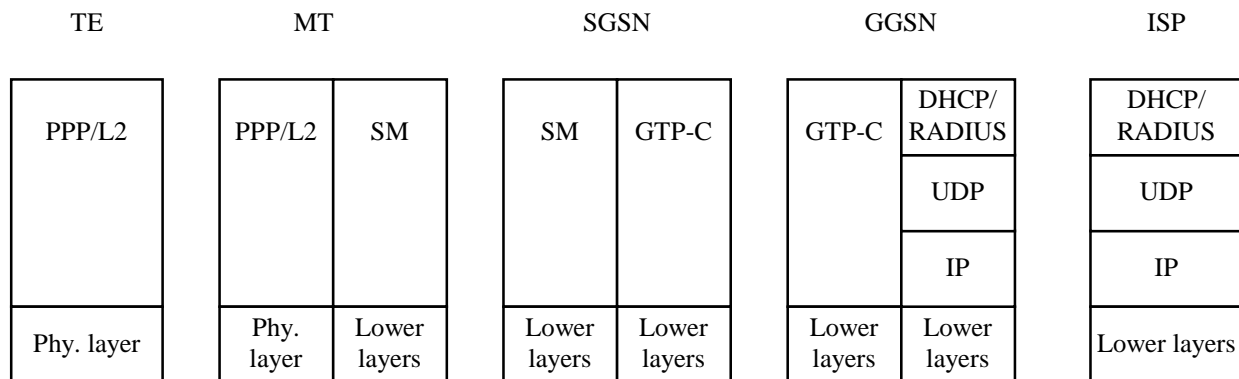 TE
MT
SGSN
GGSN
ISP
PPP/L2
PPP/L2
SM
SM
GTP-C
GTP-C
DHCP/
RADIUS
UDP
IP
DHCP/
RADIUS
UDP
IP
Phy. layer
Phy.
layer
Lower
layers
Lower
layers
Lower
layers
Lower
layers
Lower
layers
Lower layers